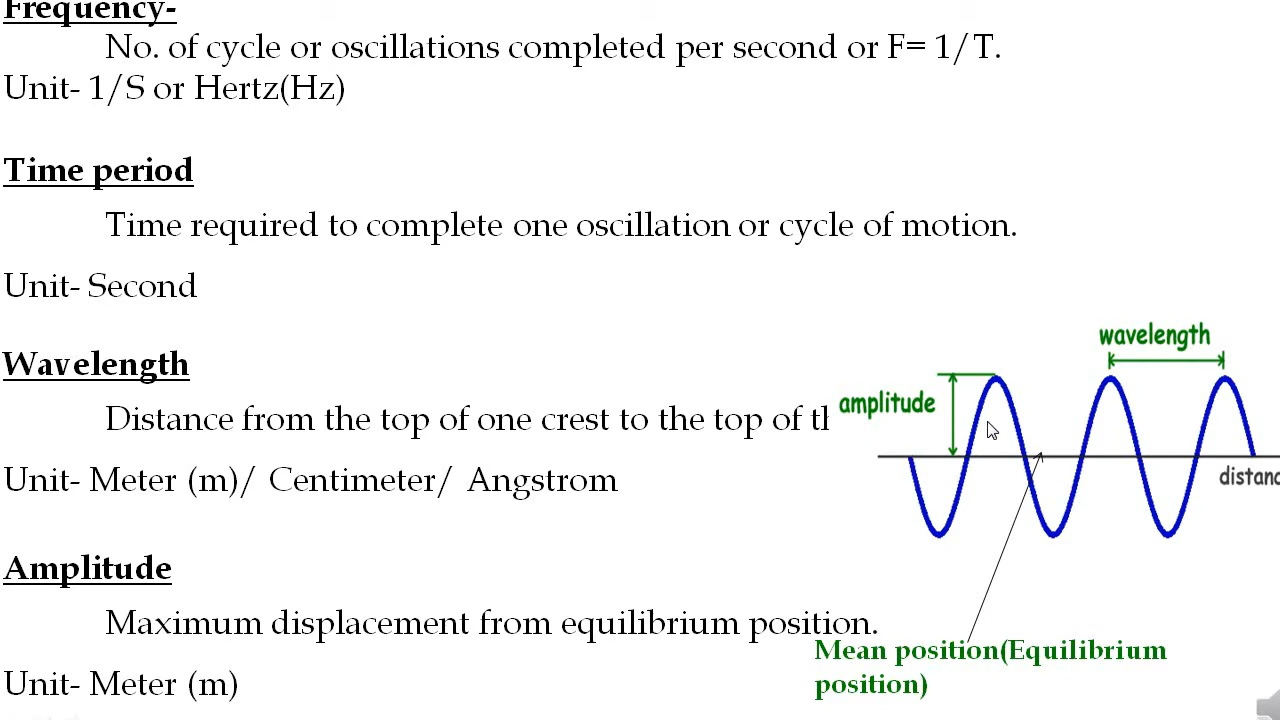 Frequency-
No. of cycle or oscillations completed per second or F= 1/T.
Unit- 1/S or Hertz(Hz)
Time period
Time required to complete one oscillation or cycle of motion.
Unit- Second
Wavelength
Distance from the top of one crest to the top of
Unit- Meter (m)/ Centimeter/ Angstrom
Amplitude
Maximum displacement from equilibrium position.
Unit- Meter (m)
wavelength
amplitude
Mean position(Equilibrium
position)